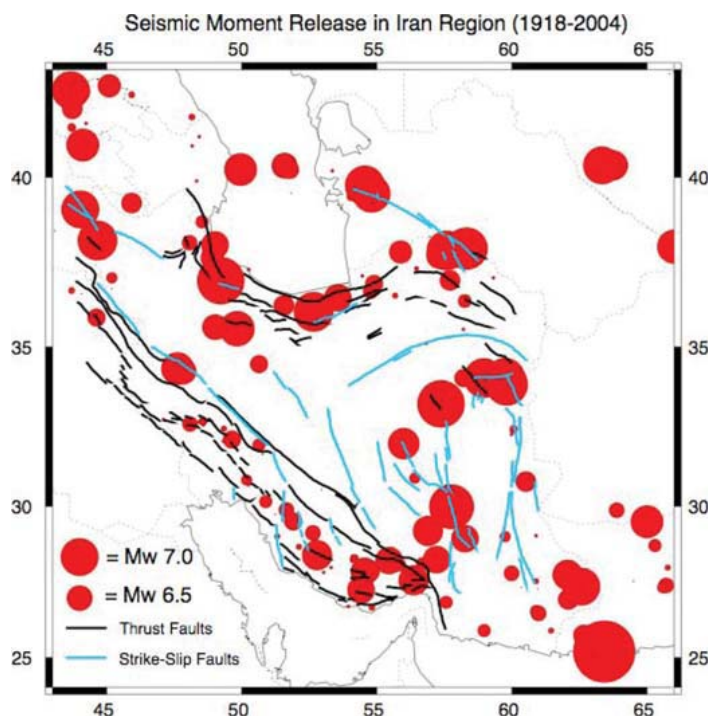 Seismic Moment Release in Iran Region (1918-2004)
45 50 55 60 65
40 40
35 35
30 30
= Mw 7.0
= Mw 6.5
Thrust Faults
Strike-Slip Faults
25 25
45 50 55 60 65